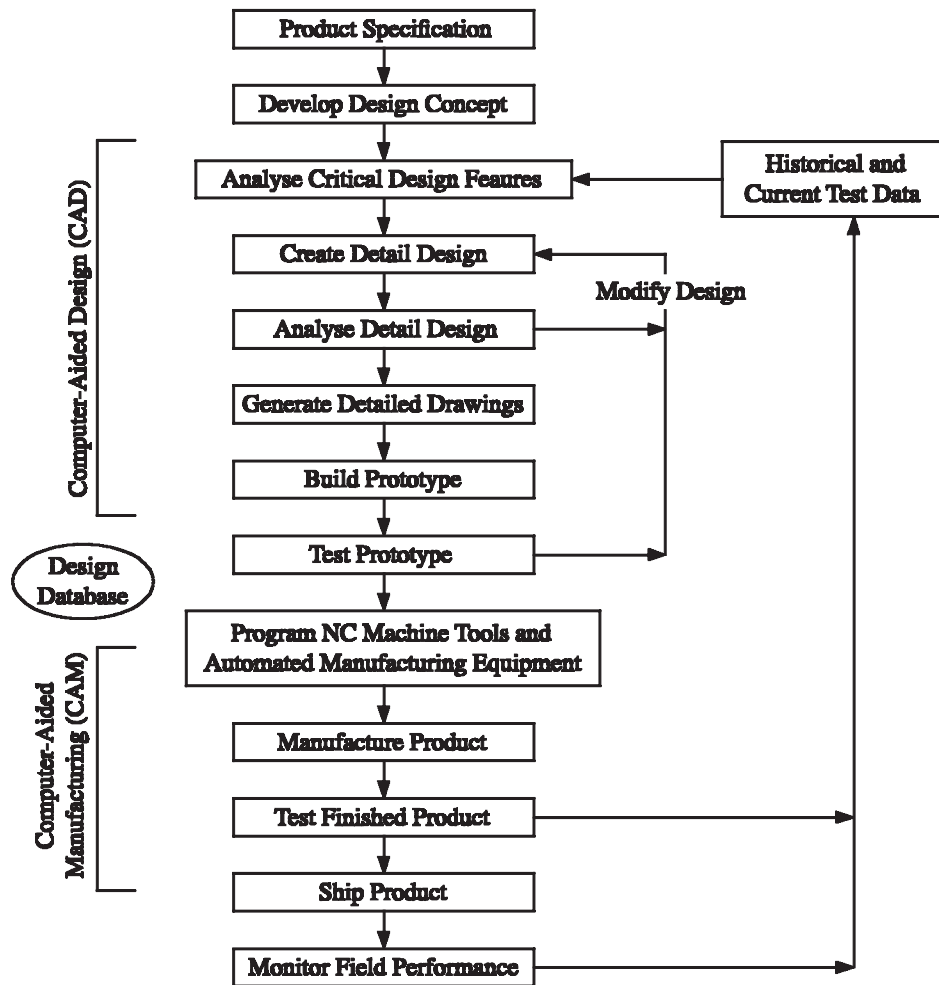 Product Specification
Develop Design Concept
Analyse Critical Design Feaures
Historical and
Current Test Data
Create Detail Design
Modify Design
Analyse Detail Design
Generate Detailed Drawings
Build Prototype
Test Prototype
Computer-Aided Design (CAD)
Design
Database
Program NC Machine Tools and
Automated Manufacturing Equipment
Manufacture Product
Test Finished Product
Ship Product
Monitor Field Performance
Computer-Aided
Manufacturing (CAM)